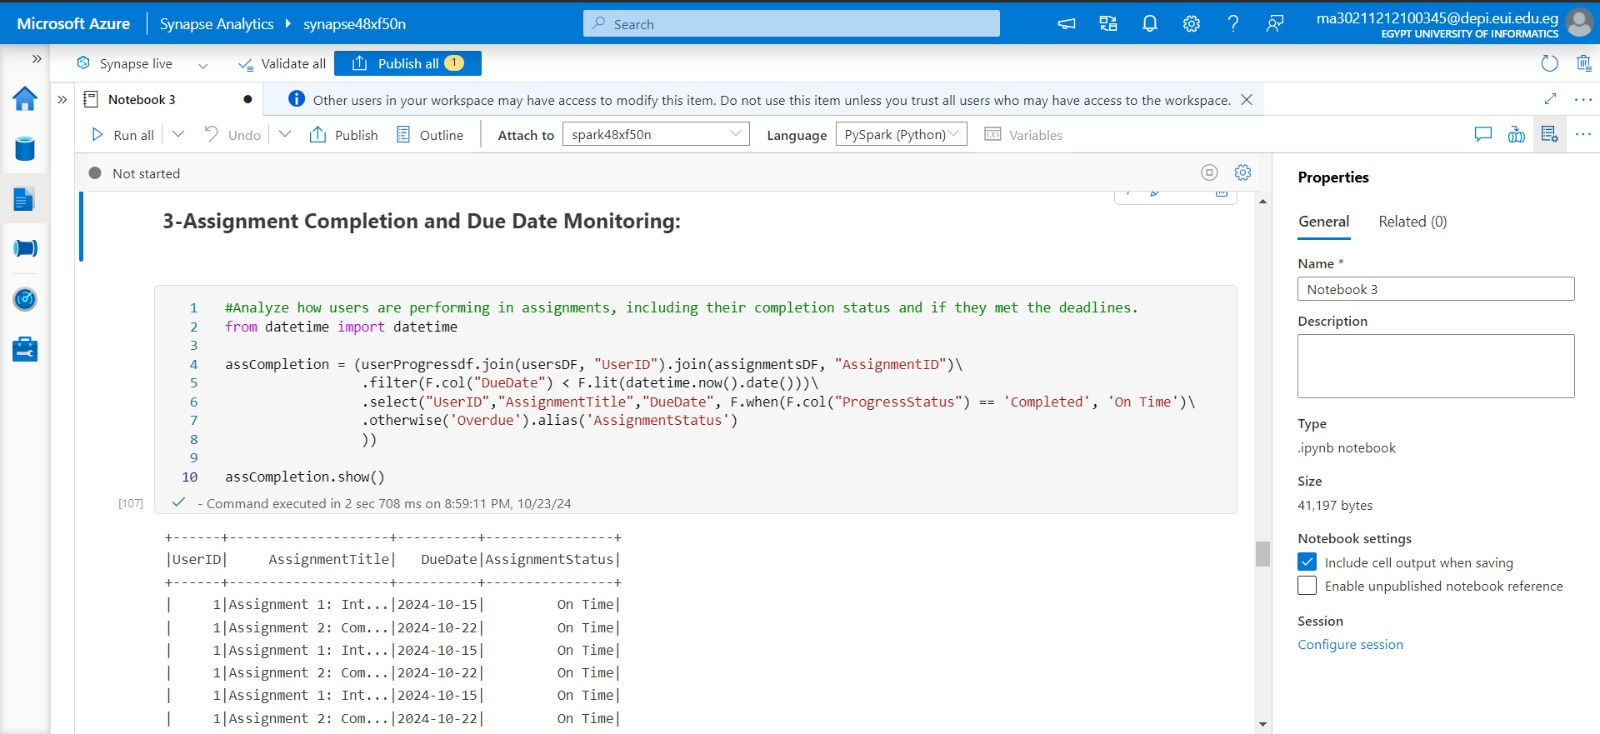 Microsoft Azure
Synapse Analytics
synapse48xf50n
Search
ma30211212100345@depi.eui.edu.eg
EGYPT UNIVERSITY OF INFORMATICS
Synapse live
Validate all
Publish all 1
Notebook 3
Other users in your workspace may have access to modify this item. Do not use this item unless you trust all users who may have access to the workspace.
Run all
Undo
Publish
Outline
Attach to
spark48xf50n
Language
PySpark (Python)
Variables
Not started
3-Assignment Completion and Due Date Monitoring:
1 #Analyze how users are performing in assignments, including their completion status and if they met the deadlines.
2 from datetime import datetime
3
4 assCompletion = (userProgressdf.join(usersDF, "UserID").join(assignmentsDF, "AssignmentID")\
5 .filter(F.col("DueDate") < F.lit(datetime.now().date()))\
6 .select("UserID","AssignmentTitle","DueDate", F.when(F.col("ProgressStatus") == 'Completed', 'On Time')\
7 .otherwise('Overdue').alias('AssignmentStatus')
8 ))
9
10 assCompletion.show()
[107] - Command executed in 2 sec 708 ms on 8:59:11 PM, 10/23/24
+------+--------------------+----------+----------------+
|UserID| AssignmentTitle| DueDate|AssignmentStatus|
+------+--------------------+----------+----------------+
| 1|Assignment 1: Int...|2024-10-15| On Time|
| 1|Assignment 2: Com...|2024-10-22| On Time|
| 1|Assignment 1: Int...|2024-10-15| On Time|
| 1|Assignment 2: Com...|2024-10-22| On Time|
| 1|Assignment 1: Int...|2024-10-15| On Time|
| 1|Assignment 2: Com...|2024-10-22| On Time|
Properties
General
Related (0)
Name *
Notebook 3
Description
Type
.ipynb notebook
Size
41,197 bytes
Notebook settings
Include cell output when saving
Enable unpublished notebook reference
Session
Configure session